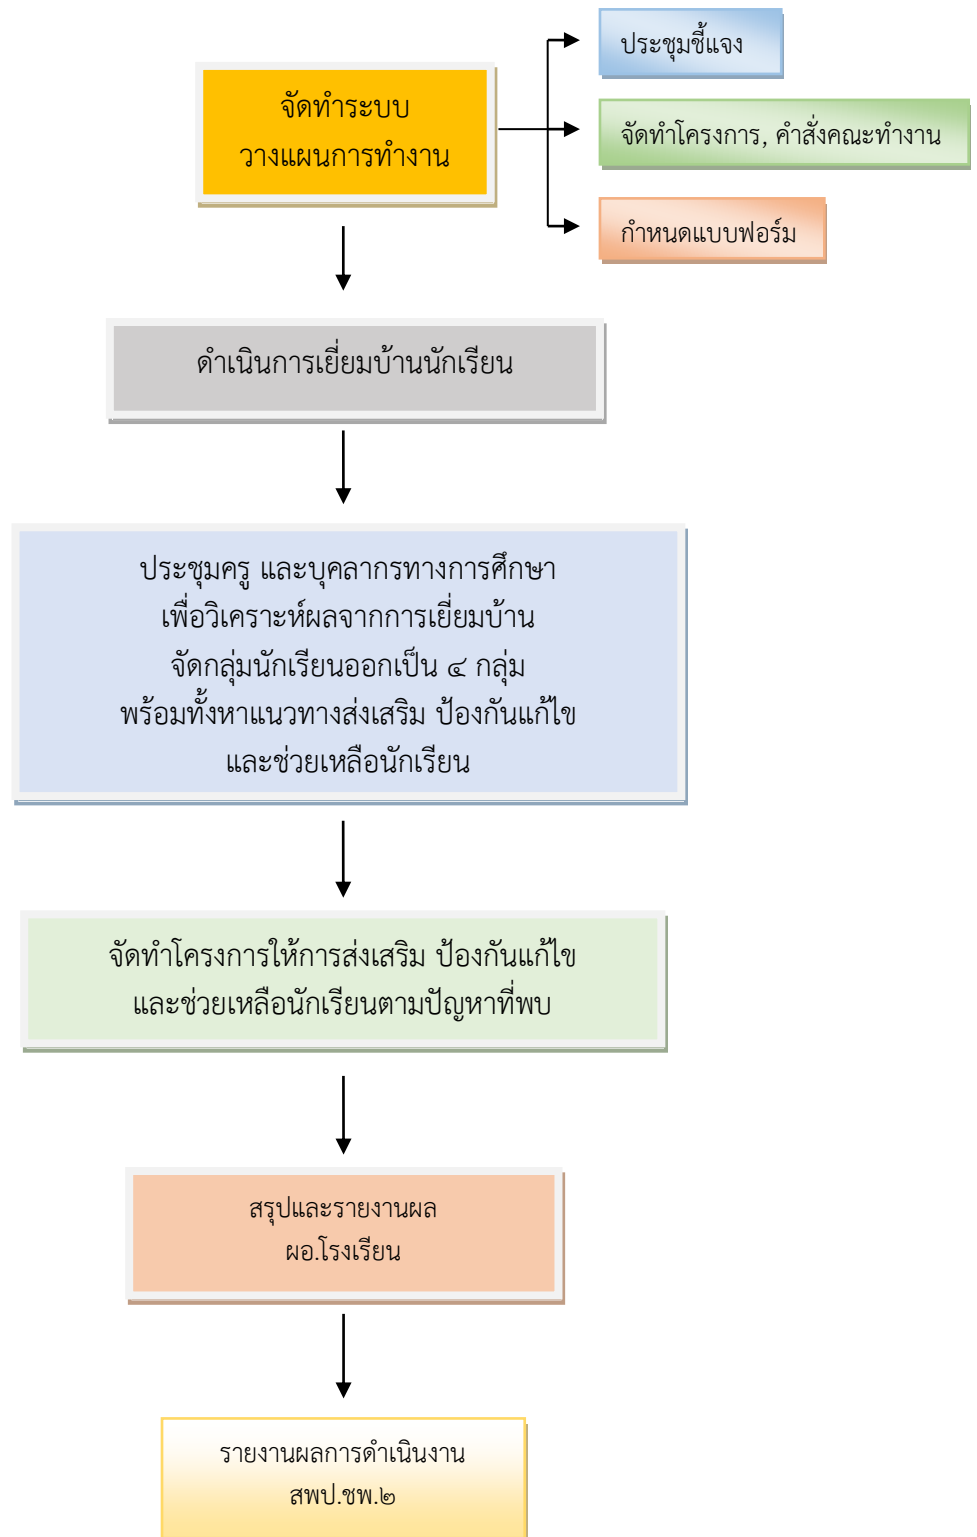 จัดทำระบบ
วางแผนการทำงาน
ประชุมชี้แจง
จัดทำโครงการ, คำสั่งคณะทำงาน
กำหนดแบบฟอร์ม
ดำเนินการเยี่ยมบ้านนักเรียน
ประชุมครู และบุคลากรทางการศึกษา
เพื่อวิเคราะห์ผลจากการเยี่ยมบ้าน
จัดกลุ่มนักเรียนออกเป็น ๔ กลุ่ม
พร้อมทั้งหาแนวทางส่งเสริม ป้องกันแก้ไข
และช่วยเหลือนักเรียน
จัดทำโครงการให้การส่งเสริม ป้องกันแก้ไข
และช่วยเหลือนักเรียนตามปัญหาที่พบ
สรุปและรายงานผล
ผอ.โรงเรียน
รายงานผลการดำเนินงาน
สพป.ชพ.๒